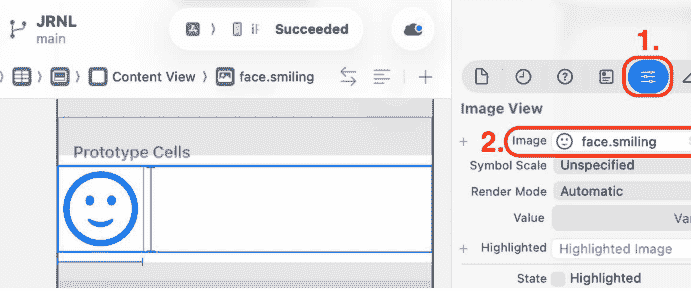 JRNL
main
iF Succeeded
1.
Content View
face.smiling
Image View
2.
Image face.smiling
Prototype Cells
Symbol Scale Unspecified
Render Mode Automatic
Value
Highlighted Highlighted Image
State Highlighted